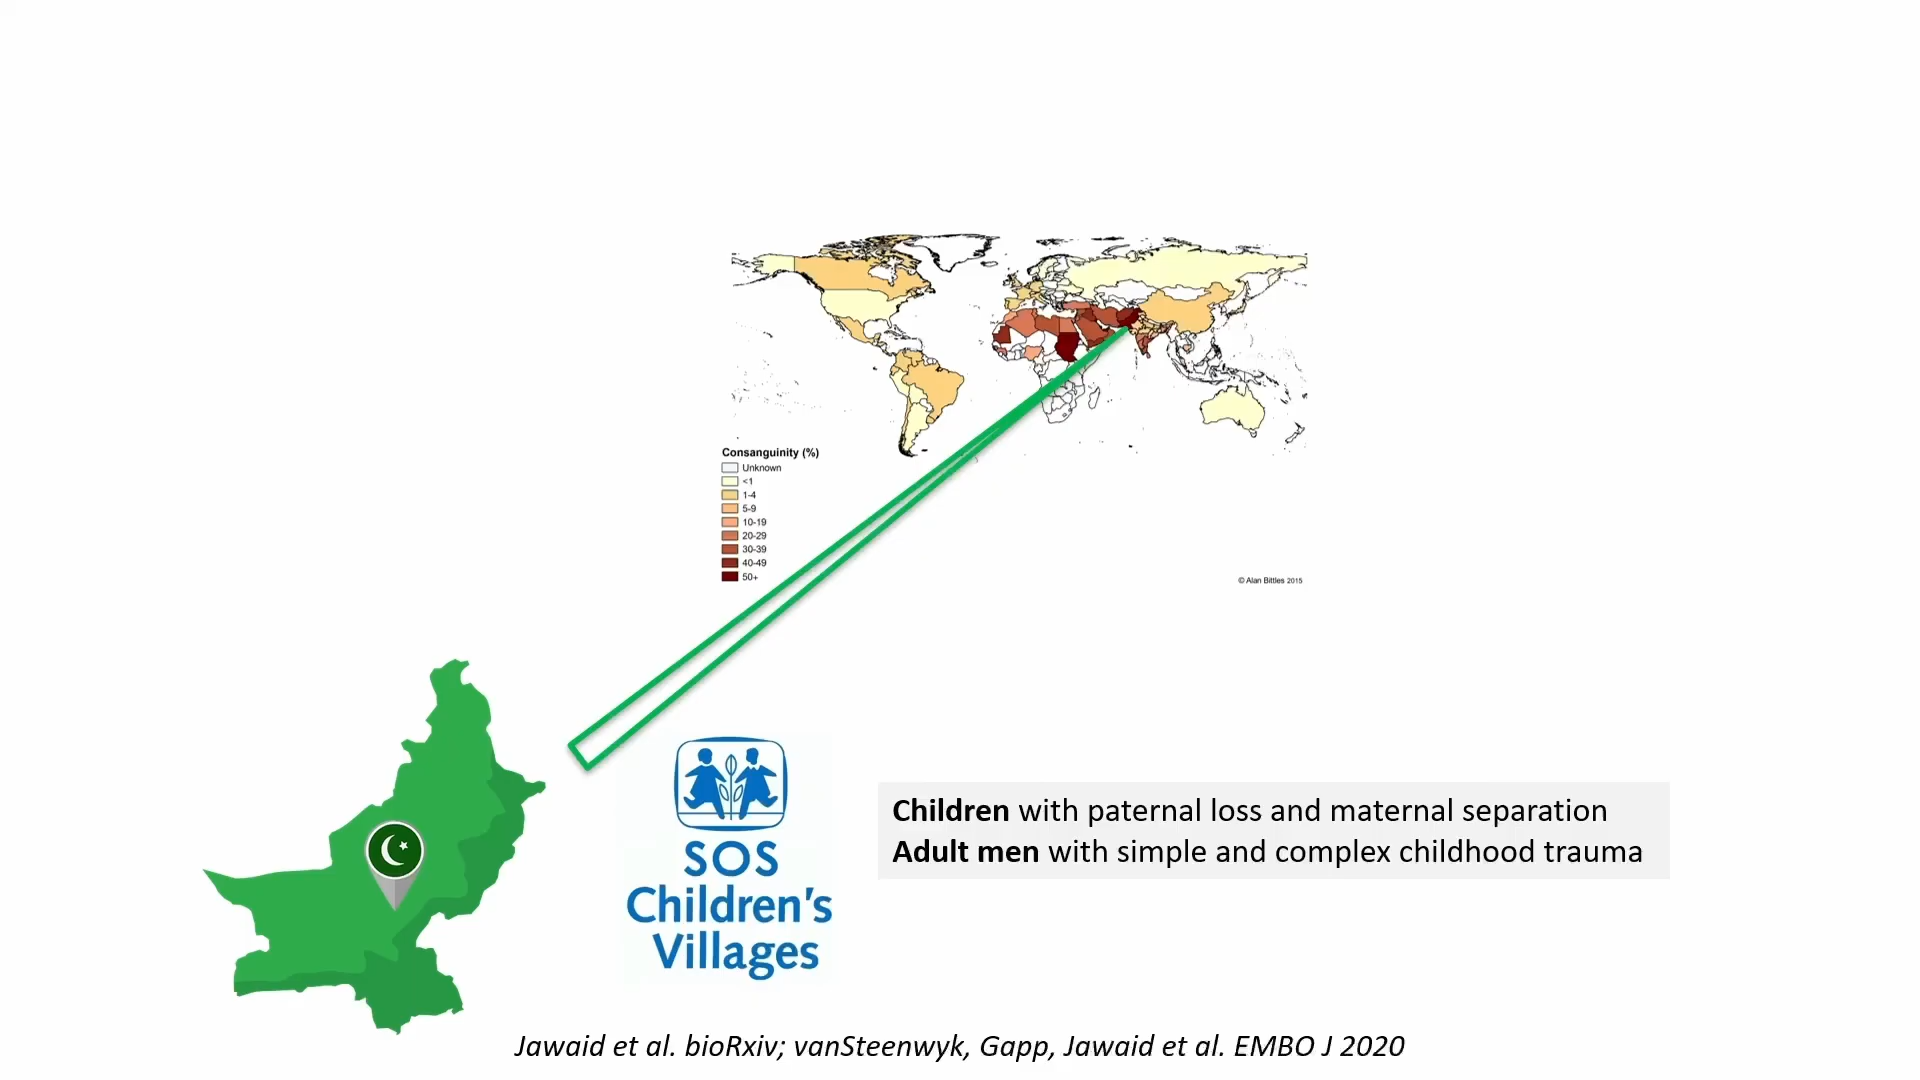 Consanguinity (%)
Unknown
<1
1-4
5-9
10-19
20-29
30-39
40-49
50+
© Alan Bittles 2015
SOS
Children's
Villages
Children with paternal loss and maternal separation
Adult men with simple and complex childhood trauma
Jawaid et al. bioRxiv; vanSteenwyk, Gapp, Jawaid et al. EMBO J 2020